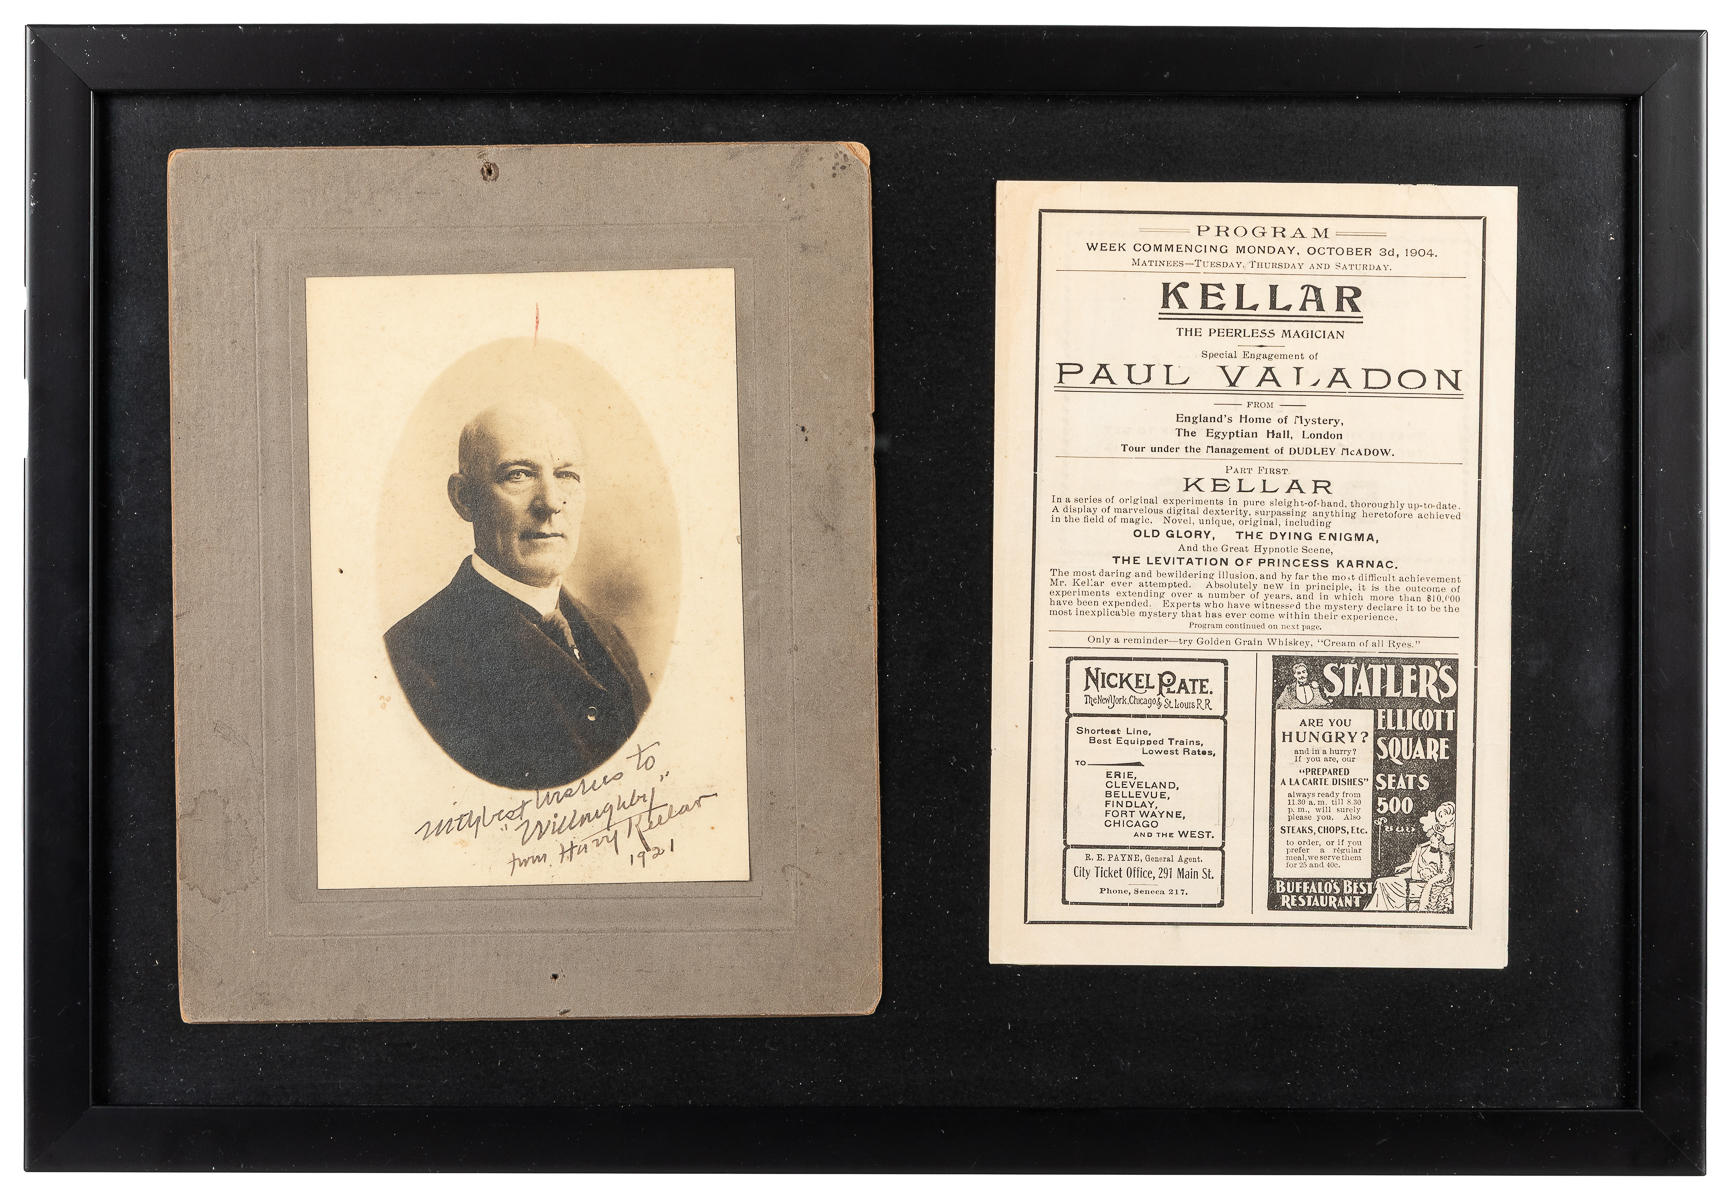 With best wishes to
"Willoughby"
from Harry Kellar
1921
PROGRAM
WEEK COMMENCING MONDAY, OCTOBER 3d, 1904.
MATINEES—TUESDAY, THURSDAY AND SATURDAY.
KELLAR
THE PEERLESS MAGICIAN
Special Engagement of
PAUL VALADON
FROM
England's Home of Mystery,
The Egyptian Hall, London
Tour under the Management of DUDLEY McADOW.
PART FIRST.
KELLAR
In a series of original experiments in pure sleight-of-hand, thoroughly up-to-date.
A display of marvelous digital dexterity, surpassing anything heretofore achieved
in the field of magic. Novel, unique, original, including
OLD GLORY, THE DYING ENIGMA,
And the Great Hypnotic Scene,
THE LEVITATION OF PRINCESS KARNAC.
The most daring and bewildering illusion, and by far the most difficult achievement
Mr. Kellar ever attempted. Absolutely new in principle, it is the outcome of
experiments extending over a number of years, and in which more than $10,000
have been expended. Experts who have witnessed the mystery declare it to be the
most inexplicable mystery that has ever come within their experience.
Program continued on next page.
Only a reminder—try Golden Grain Whiskey, "Cream of all Ryes."
NICKEL PLATE.
The New York, Chicago & St. Louis R.R.
Shortest Line,
Best Equipped Trains,
Lowest Rates,
TO
ERIE,
CLEVELAND,
BELLEVUE,
FINDLAY,
FORT WAYNE,
CHICAGO
AND THE WEST.
R. E. PAYNE, General Agent.
City Ticket Office, 291 Main St.
Phone, Seneca 217.
STATLER'S
ELLICOTT
SQUARE
SEATS
500
ARE YOU
HUNGRY?
and in a hurry?
If you are, our
"PREPARED
A LA CARTE DISHES"
always ready from
11.30 a. m. till 8.30
p. m., will surely
please you. Also
STEAKS, CHOPS, Etc.
to order, or if you
prefer a regular
meal, we serve them
for 25 and 40c.
BUFFALO'S BEST
RESTAURANT